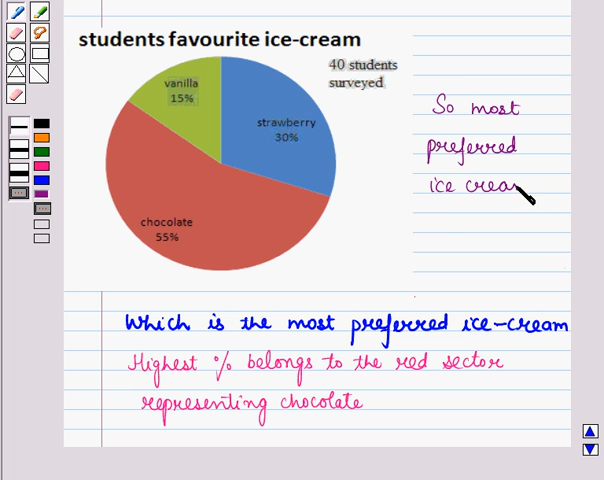 students favourite ice-cream
40 students
surveyed
vanilla
15%
strawberry
30%
chocolate
55%
So most
preferred
ice crea
Which is the most preferred ice-cream
Highest % belongs to the red sector
representing chocolate